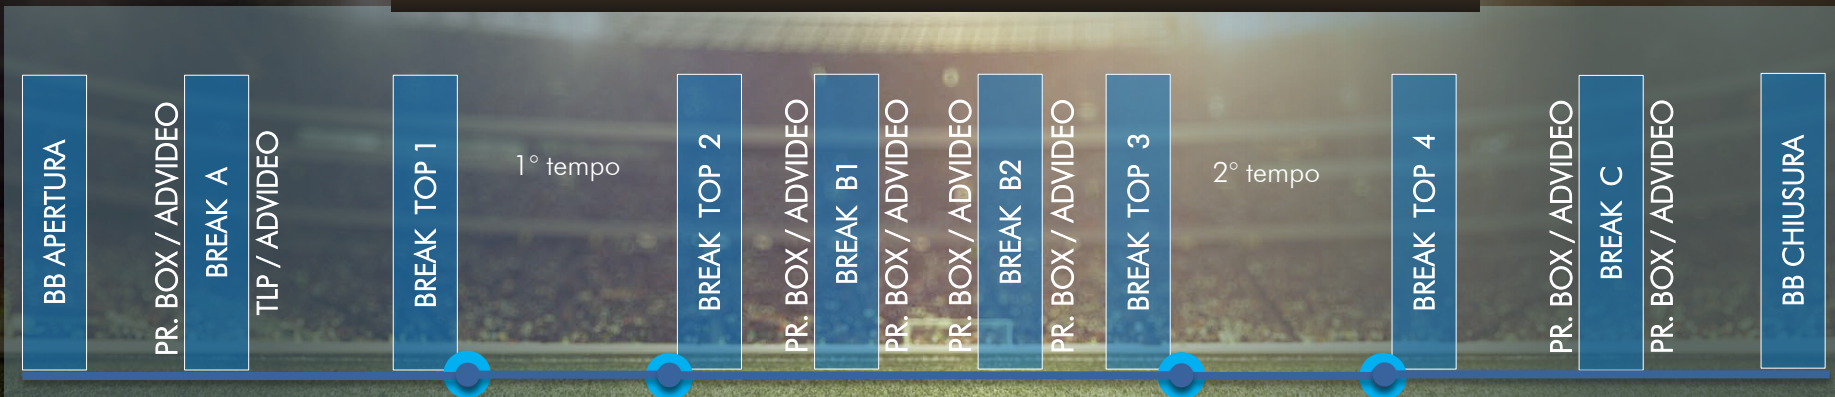 BB APERTURA
PR. BOX / ADVIDEO
BREAK A
TLP / ADVIDEO
BREAK TOP 1
1° tempo
BREAK TOP 2
PR. BOX / ADVIDEO
BREAK B1
PR. BOX / ADVIDEO
PR. BOX / ADVIDEO
BREAK B2
PR. BOX / ADVIDEO
BREAK TOP 3
2° tempo
BREAK TOP 4
PR. BOX / ADVIDEO
BREAK C
PR. BOX / ADVIDEO
BB CHIUSURA